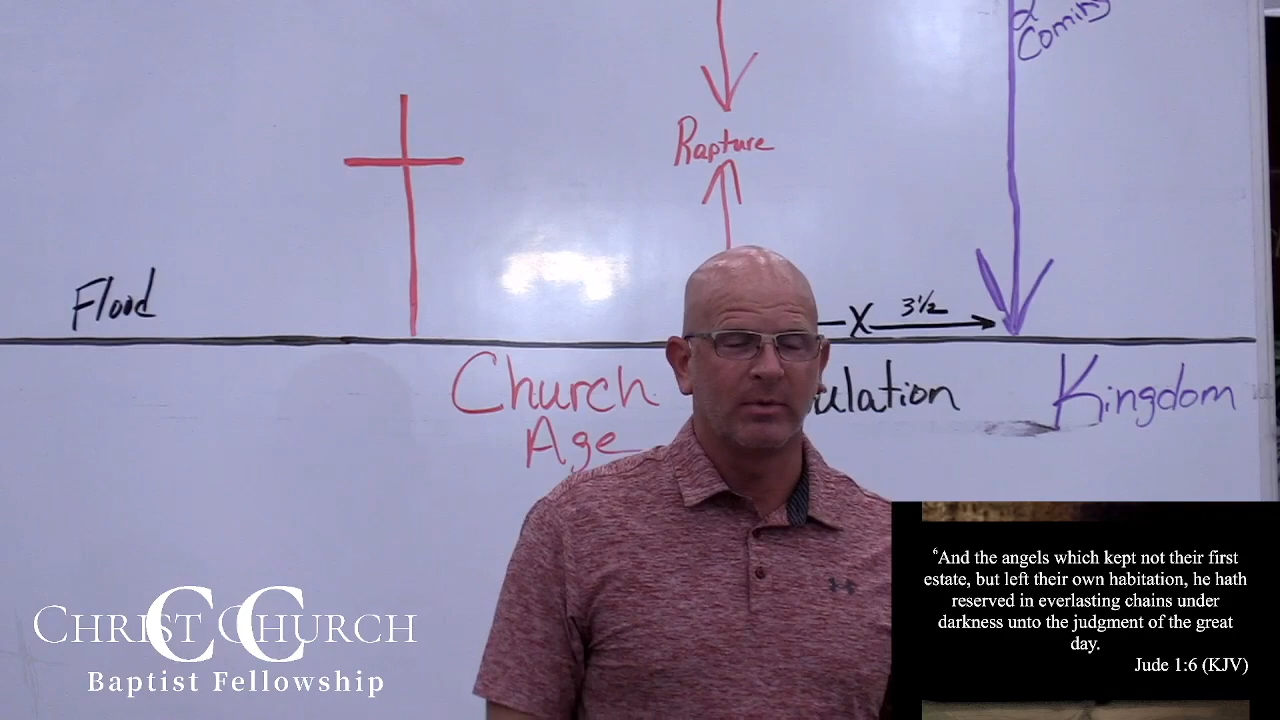 2
Coming
Rapture
Flood
X 3½
Church
Age
ulation
Kingdom
CC
CHRIST CHURCH
Baptist Fellowship
⁶And the angels which kept not their first
estate, but left their own habitation, he hath
reserved in everlasting chains under
darkness unto the judgment of the great
day.
Jude 1:6 (KJV)